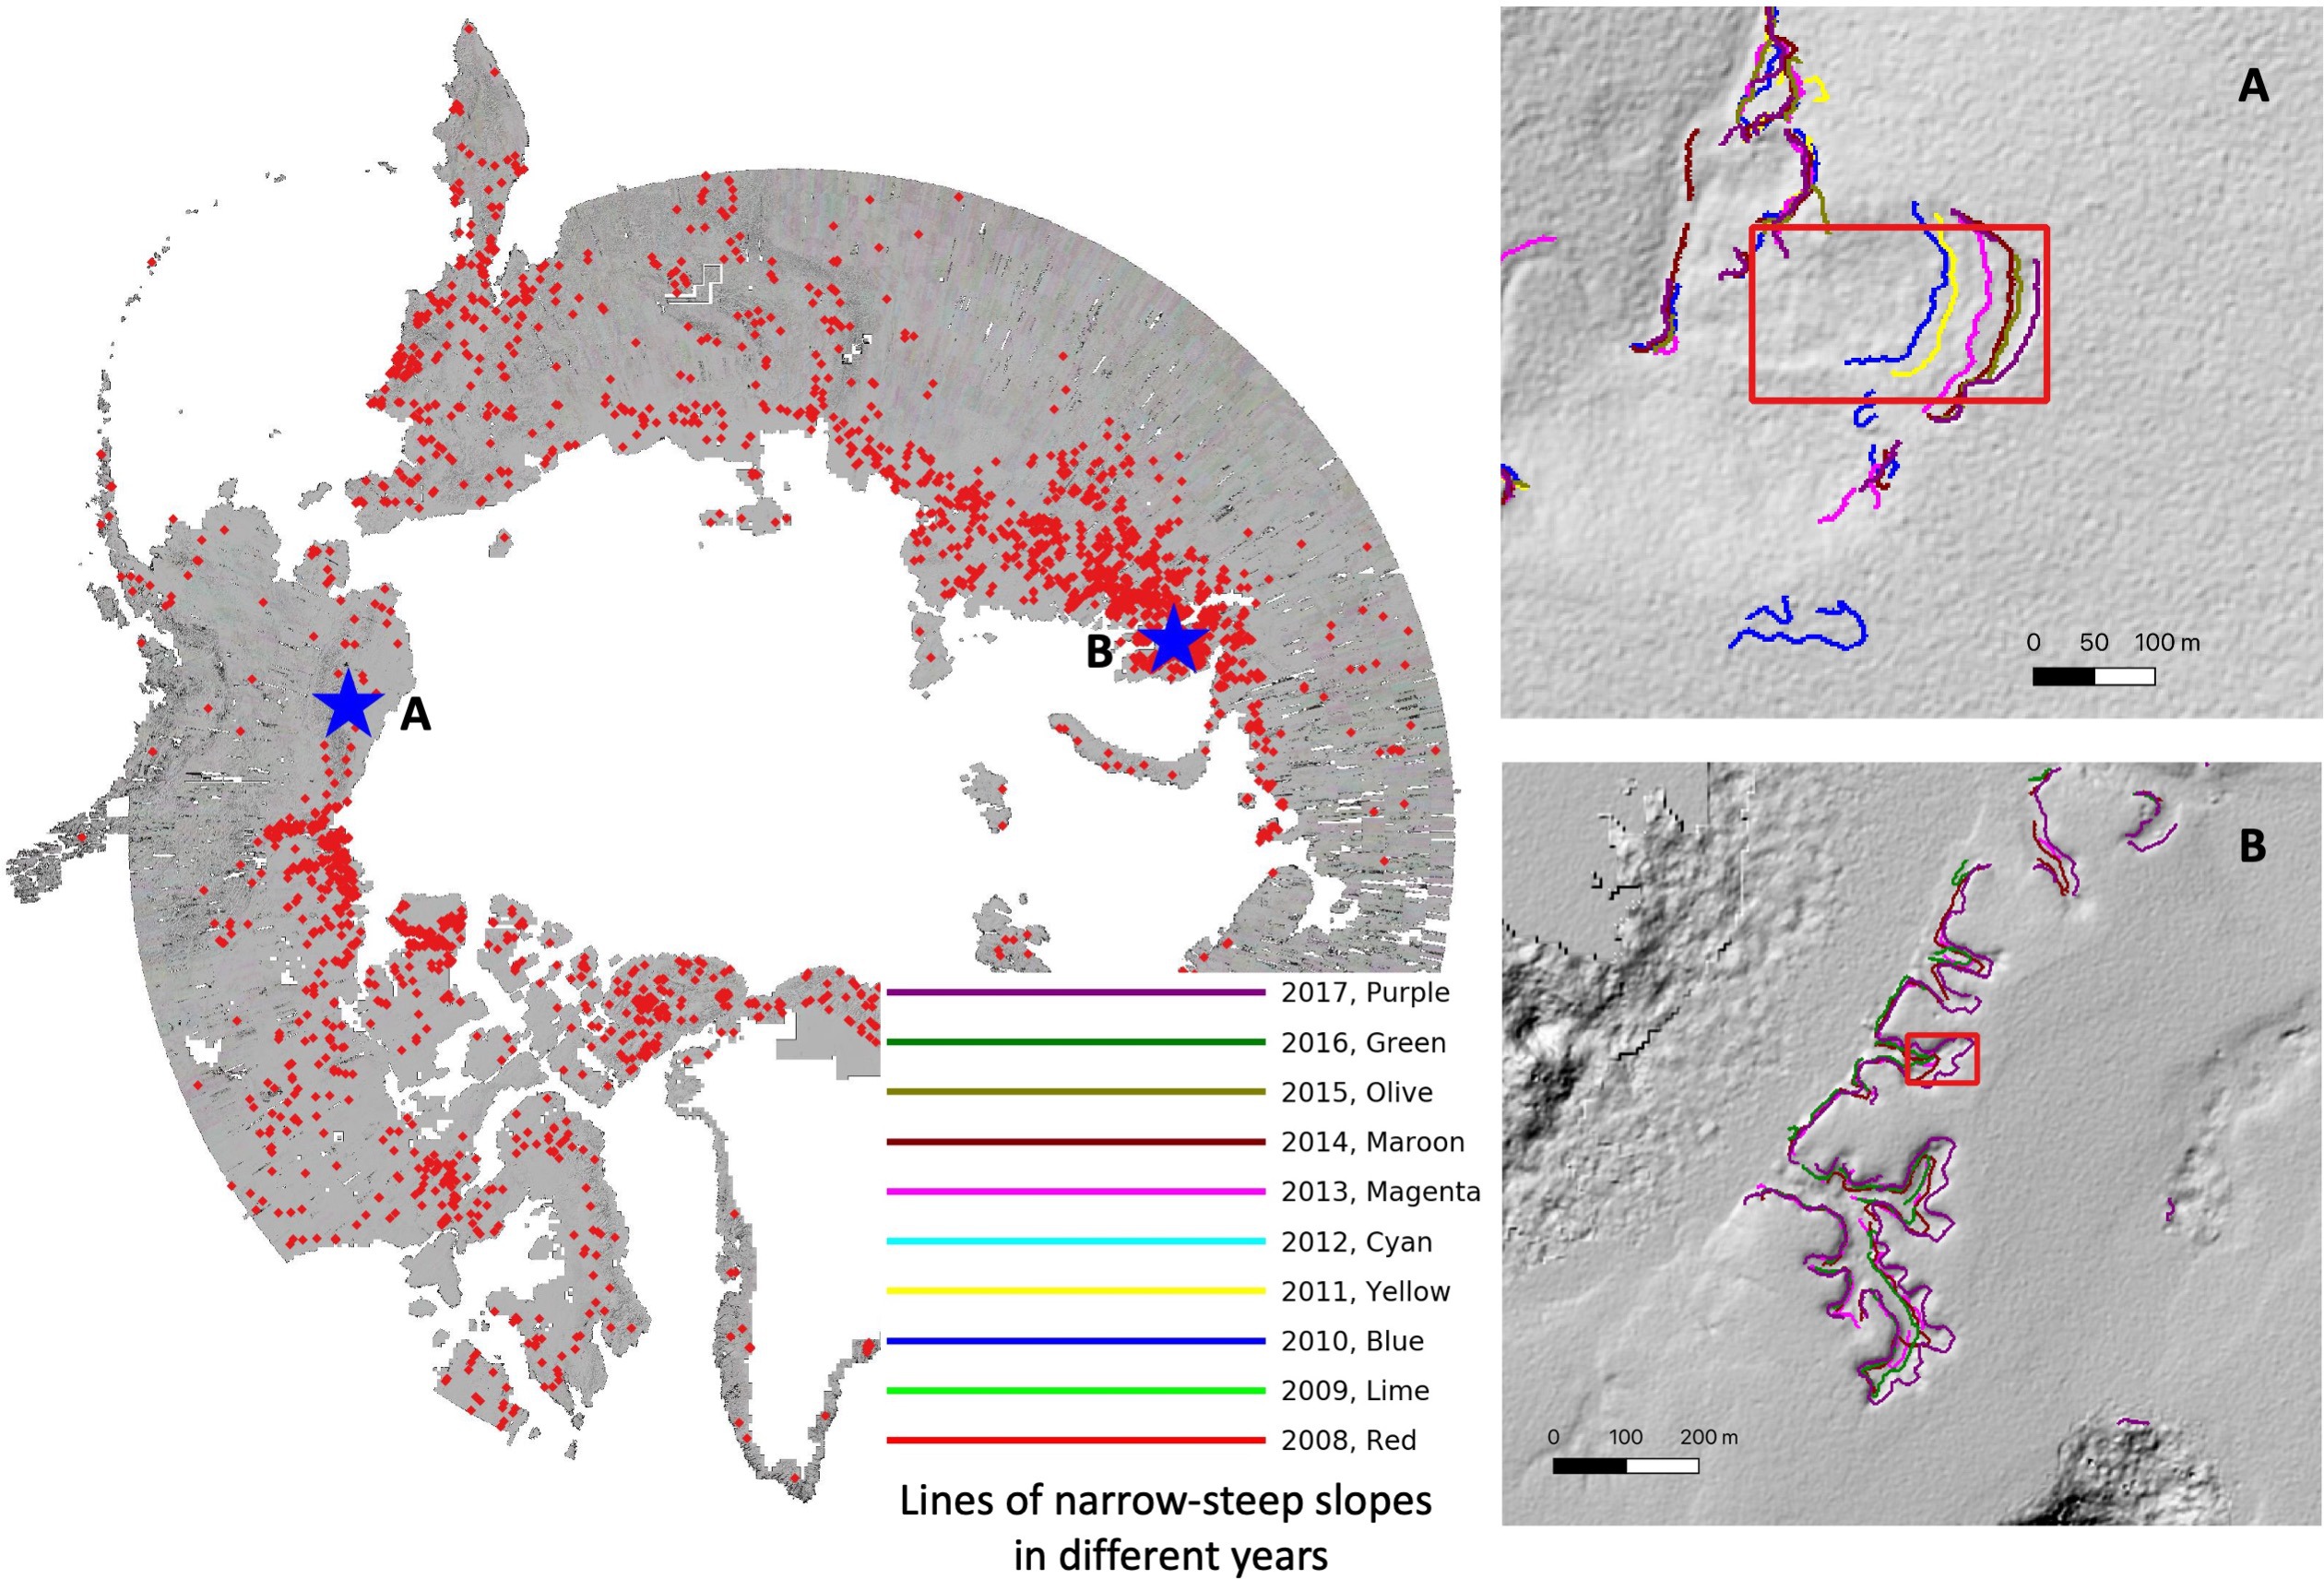 A
B
2017, Purple
2016, Green
2015, Olive
2014, Maroon
2013, Magenta
2012, Cyan
2011, Yellow
2010, Blue
2009, Lime
2008, Red
Lines of narrow-steep slopes
in different years
A
0 50 100 m
B
0 100 200 m